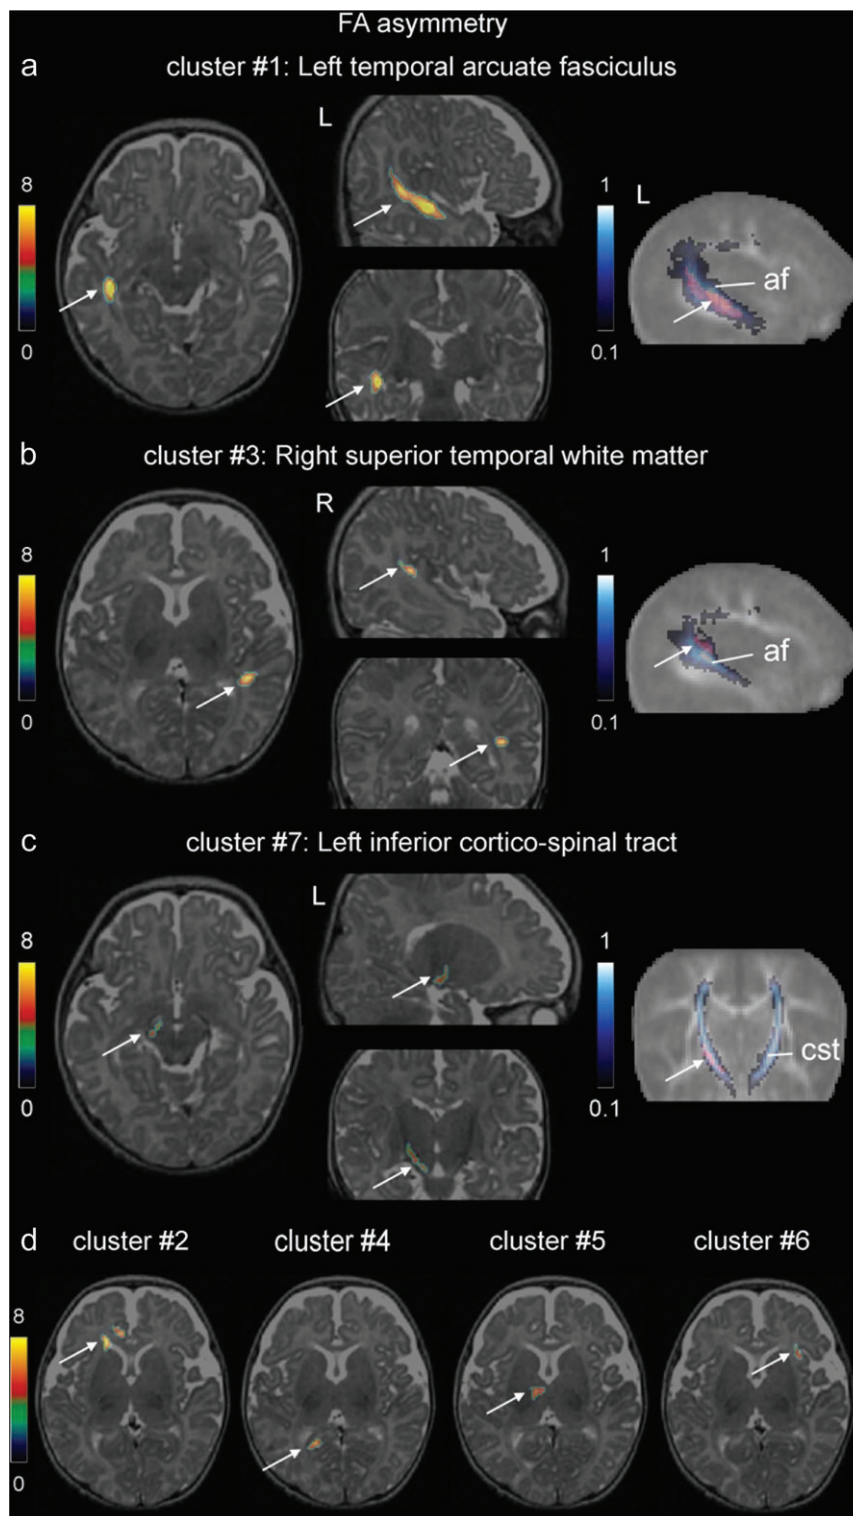 FA asymmetry
a
cluster #1: Left temporal arcuate fasciculus
L
8
0
1
0.1
L
af
b
cluster #3: Right superior temporal white matter
R
8
0
1
0.1
af
c
cluster #7: Left inferior cortico-spinal tract
L
8
0
1
0.1
cst
d
cluster #2 cluster #4 cluster #5 cluster #6
8
0